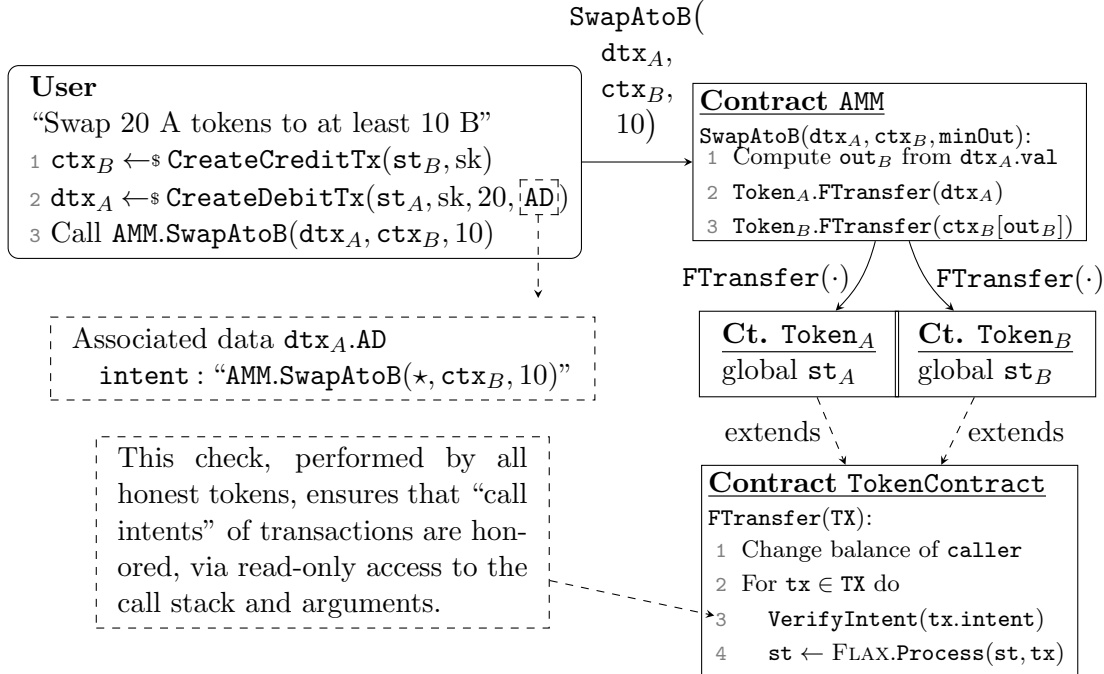 SwapAtoB(
dtx_A,
ctx_B,
10)
User
“Swap 20 A tokens to at least 10 B”
1 ctx_B ←$ CreateCreditTx(st_B, sk)
2 dtx_A ←$ CreateDebitTx(st_A, sk, 20, AD)
3 Call AMM.SwapAtoB(dtx_A, ctx_B, 10)
Contract AMM
SwapAtoB(dtx_A, ctx_B, minOut):
1 Compute out_B from dtx_A.val
2 Token_A.FTransfer(dtx_A)
3 Token_B.FTransfer(ctx_B[out_B])
FTransfer(·)
FTransfer(·)
Associated data dtx_A.AD
intent : “AMM.SwapAtoB(⋆, ctx_B, 10)”
Ct. Token_A
global st_A
Ct. Token_B
global st_B
extends
extends
This check, performed by all
honest tokens, ensures that “call
intents” of transactions are hon-
ored, via read-only access to the
call stack and arguments.
Contract TokenContract
FTransfer(TX):
1 Change balance of caller
2 For tx ∈ TX do
3 VerifyIntent(tx.intent)
4 st ← FLAX.Process(st, tx)